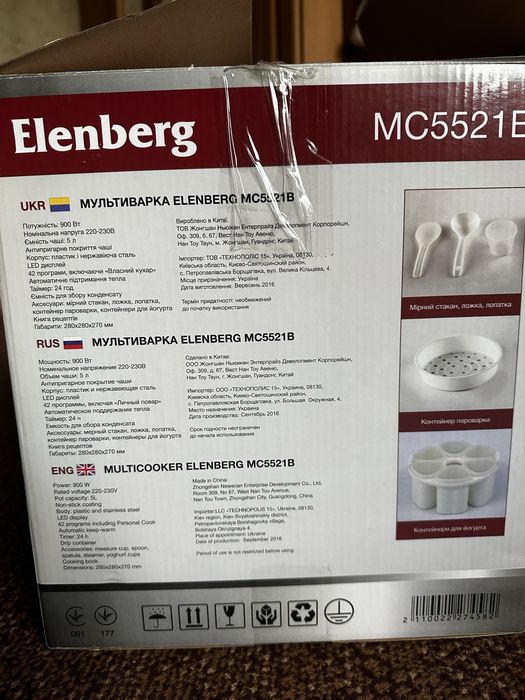 Elenberg
MC5521B
UKR МУЛЬТИВАРКА ELENBERG MC5521B
Потужність: 900 Вт
Номінальна напруга 220-230В
Ємність чаші: 5 л
Антипригарне покриття чаші
Корпус: пластик і нержавіюча сталь
LED дисплей
42 програми, включаючи «Власний кухар»
Автоматичне підтримання тепла
Таймер: 24 год
Ємність для збору конденсату
Аксесуари: мірний стакан, ложка, лопатка,
контейнер пароварки, контейнери для йогурту
Книга рецептів
Габарити: 280х280х270 мм
Вироблено в Китаї:
ТОВ Жонгшан Ньюкиен Ентерпрайз Девелопмент Корпорейшн,
Оф. 309, б. 67, Вест Нан Тоу Авеню,
Нан Тоу Таун, м. Жонгшан, Гуандонг, Китай
Імпортер: ТОВ «ТЕХНОПОЛІС 15», Україна, 08130,
Київська область, Києво-Святошинський район,
с. Петропавлівська Борщагівка, вул. Велика Кільцева, 4.
Місце призначення: Україна
Дата виготовлення: Вересень 2016
Термін придатності: необмежений
до початку використання
RUS МУЛЬТИВАРКА ELENBERG MC5521B
Мощность: 900 Вт
Номинальное напряжение 220-230В
Объем чаши: 5 л
Антипригарное покрытие чаши
Корпус: пластик и нержавеющая сталь
LED дисплей
42 программы, включая «Личный повар»
Автоматическое поддержание тепла
Таймер: 24 ч
Емкость для сбора конденсата
Аксессуары: мерный стакан, ложка, лопатка,
контейнер пароварки, контейнеры для йогурта
Книга рецептов
Габариты: 280х280х270 мм
Сделано в Китае:
ООО Жонгшан Ньюкиен Энтерпрайз Девелопмент Корпорейшн,
Оф. 309, д. 67, Вест Нан Тоу Авеню,
Нан Тоу Таун, г. Жонгшан, Гуандонг, Китай
Импортер: ООО «ТЕХНОПОЛИС 15», Украина, 08130,
Киевска область, Киево-Святошинский район,
с. Петропавловская Борщаговка, ул. Большая Окружная, 4.
Место назначения: Украина
Дата производства: Сентябрь 2016
Срок годности неограничен
до начала использования
ENG MULTICOOKER ELENBERG MC5521B
Power: 900 W
Rated voltage 220-230V
Pot capacity: 5L
Non-stick coating
Body: plastic and stainless steel
LED display
42 programs including Personal Cook
Automatic keep-warm
Timer: 24 h
Drip container
Accessories: measure cup, spoon,
spatula, steamer, yoghurt cups
Cooking book
Dimensions: 280x280x270 mm
Made in China:
Zhongshan Newecan Enterprise Development Co., Ltd,
Room 309, No 67, West Nan Tou Avenue,
Nan Tou Town, Zhongshan City, Guangdong, China
Importer:LLC «TECHNOPOLIS 15», Ukraine, 08130,
Kiev region, Kiev-Svyatoshinskiy district,
Petropavlovskaya Borshagovka village,
Bolshaya Okrugnaya 4.
Place of appointment: Ukraine
Date of production: September 2016
Period of use is not restricted before using
Мірний стакан, ложка, лопатка
Контейнер пароварки
Контейнери для йогурта
061
177
2 110022 274582